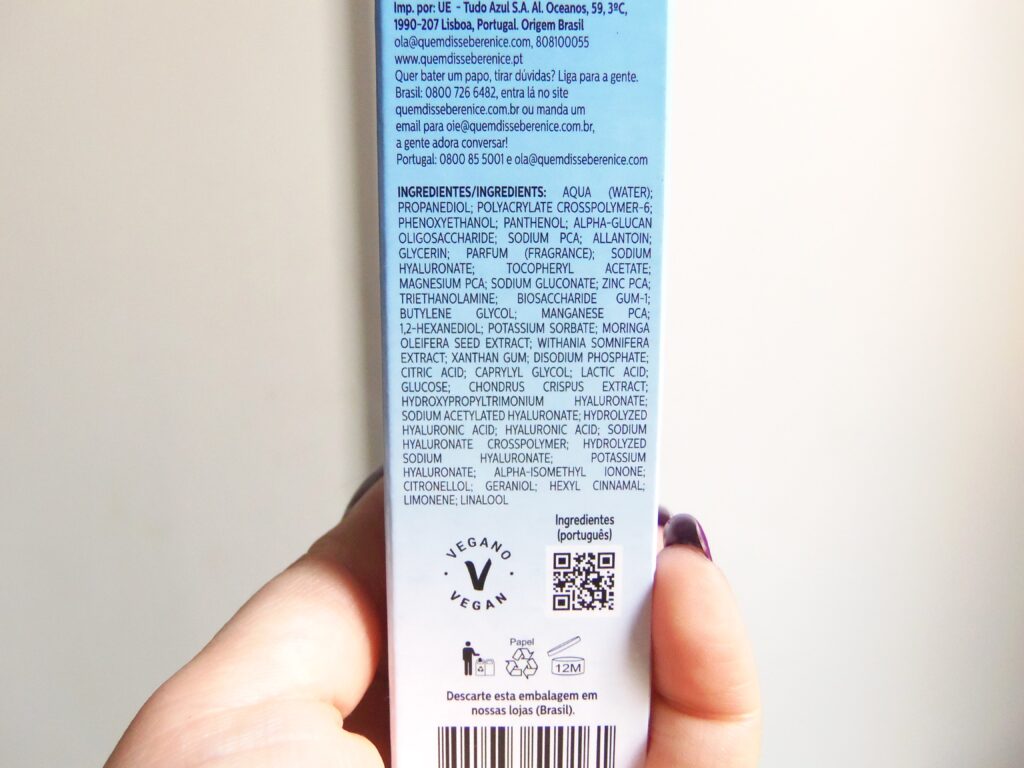 Imp. por: UE - Tudo Azul S.A. Al. Oceanos, 59, 3ºC,
1990-207 Lisboa, Portugal. Origem Brasil
ola@quemdisseberenice.com, 808100055
www.quemdisseberenice.pt
Quer bater um papo, tirar dúvidas? Liga para a gente.
Brasil: 0800 726 6482, entra lá no site
quemdisseberenice.com.br ou manda um
email para oie@quemdisseberenice.com.br,
a gente adora conversar!
Portugal: 0800 85 5001 e ola@quemdisseberenice.com
INGREDIENTES/INGREDIENTS: AQUA (WATER);
PROPANEDIOL; POLYACRYLATE CROSSPOLYMER-6;
PHENOXYETHANOL; PANTHENOL; ALPHA-GLUCAN
OLIGOSACCHARIDE; SODIUM PCA; ALLANTOIN;
GLYCERIN; PARFUM (FRAGRANCE); SODIUM
HYALURONATE; TOCOPHERYL ACETATE;
MAGNESIUM PCA; SODIUM GLUCONATE; ZINC PCA;
TRIETHANOLAMINE; BIOSACCHARIDE GUM-1;
BUTYLENE GLYCOL; MANGANESE PCA;
1,2-HEXANEDIOL; POTASSIUM SORBATE; MORINGA
OLEIFERA SEED EXTRACT; WITHANIA SOMNIFERA
EXTRACT; XANTHAN GUM; DISODIUM PHOSPHATE;
CITRIC ACID; CAPRYLYL GLYCOL; LACTIC ACID;
GLUCOSE; CHONDRUS CRISPUS EXTRACT;
HYDROXYPROPYLTRIMONIUM HYALURONATE;
SODIUM ACETYLATED HYALURONATE; HYDROLYZED
HYALURONIC ACID; HYALURONIC ACID; SODIUM
HYALURONATE CROSSPOLYMER; HYDROLYZED
SODIUM HYALURONATE; POTASSIUM
HYALURONATE; ALPHA-ISOMETHYL IONONE;
CITRONELLOL; GERANIOL; HEXYL CINNAMAL;
LIMONENE; LINALOOL
Ingredientes
(português)
VEGANO
V
VEGAN
Papel
12M
Descarte esta embalagem em
nossas lojas (Brasil).